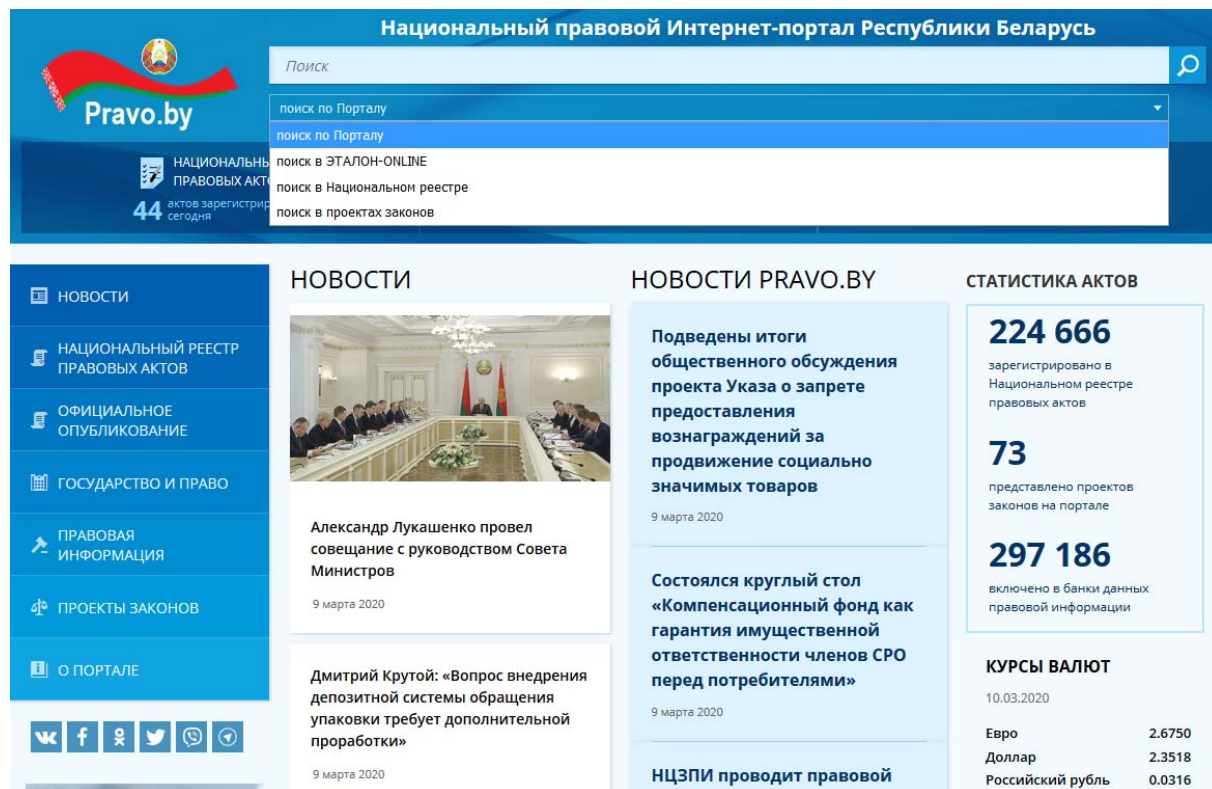 Национальный правовой Интернет-портал Республики Беларусь
Поиск
Pravo.by
поиск по Порталу
поиск по Порталу
поиск в ЭТАЛОН-ONLINE
поиск в Национальном реестре
поиск в проектах законов
44
сегодня
НОВОСТИ
НАЦИОНАЛЬНЫЙ РЕЕСТР
ПРАВОВЫХ АКТОВ
ОФИЦИАЛЬНОЕ
ОПУБЛИКОВАНИЕ
ГОСУДАРСТВО И ПРАВО
ПРАВОВАЯ
ИНФОРМАЦИЯ
ПРОЕКТЫ ЗАКОНОВ
О ПОРТАЛЕ
НОВОСТИ
Александр Лукашенко провел
совещание с руководством Совета
Министров
9 марта 2020
Дмитрий Крутой: «Вопрос внедрения
депозитной системы обращения
упаковки требует дополнительной
проработки»
9 марта 2020
НОВОСТИ PRAVO.BY
Подведены итоги
общественного обсуждения
проекта Указа о запрете
предоставления
вознаграждений за
продвижение социально
значимых товаров
9 марта 2020
Состоялся круглый стол
«Компенсационный фонд как
гарантия имущественной
ответственности членов СРО
перед потребителями»
9 марта 2020
НЦЗПИ проводит правовой
СТАТИСТИКА АКТОВ
224 666
зарегистрировано в
Национальном реестре
правовых актов
73
представлено проектов
законов на портале
297 186
включено в банки данных
правовой информации
КУРСЫ ВАЛЮТ
10.03.2020
Евро 2.6750
Доллар 2.3518
Российский рубль 0.0316